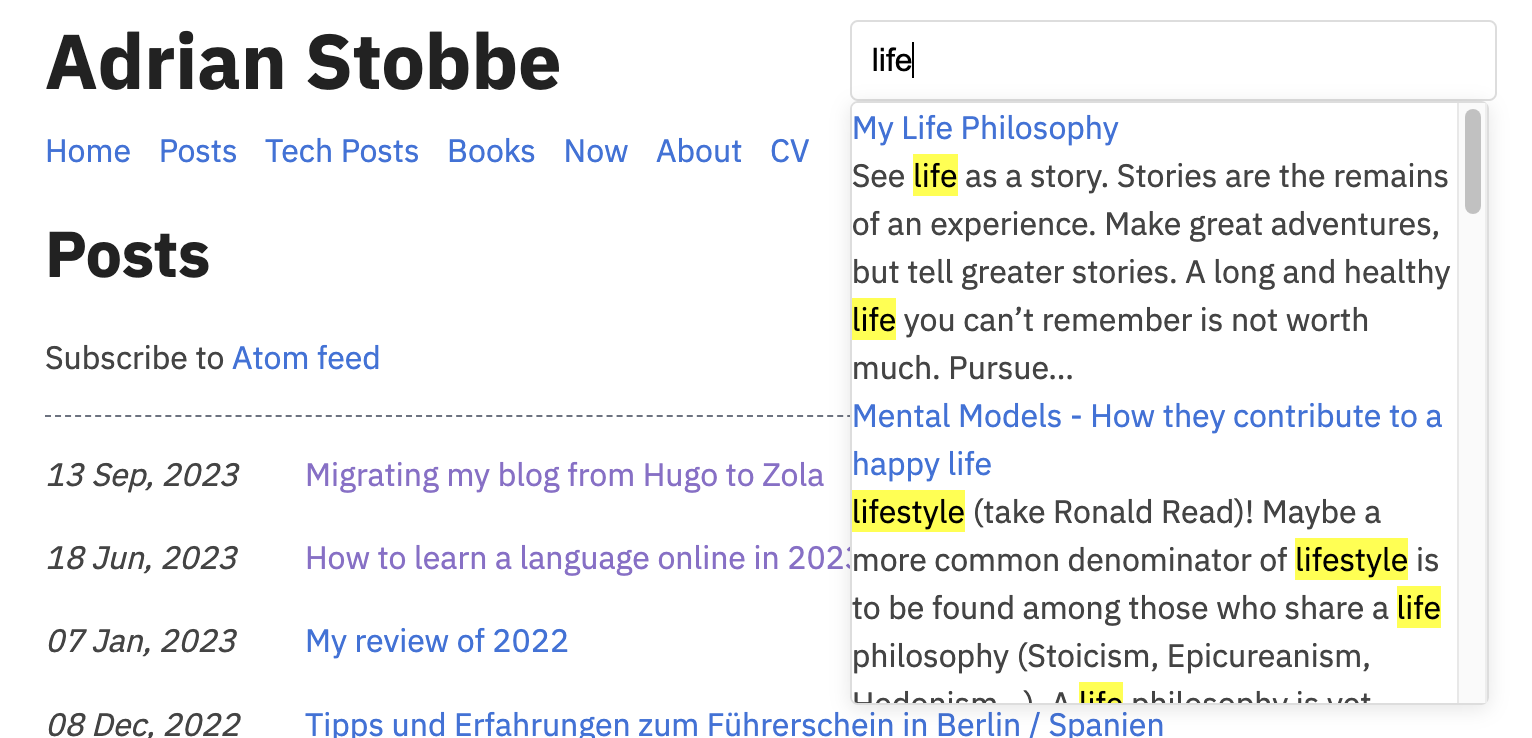 Adrian Stobbe
Home Posts Tech Posts Books Now About CV
Posts
Subscribe to Atom feed
13 Sep, 2023 Migrating my blog from Hugo to Zola
18 Jun, 2023 How to learn a language online in 2023
07 Jan, 2023 My review of 2022
08 Dec, 2022 Tipps und Erfahrungen zum Führerschein in Berlin / Spanien
life
My Life Philosophy
See life as a story. Stories are the remains
of an experience. Make great adventures,
but tell greater stories. A long and healthy
life you can’t remember is not worth
much. Pursue...
Mental Models - How they contribute to a
happy life
lifestyle (take Ronald Read)! Maybe a
more common denominator of lifestyle is
to be found among those who share a life
philosophy (Stoicism, Epicureanism,
Hedonism...). A life philosophy is yet